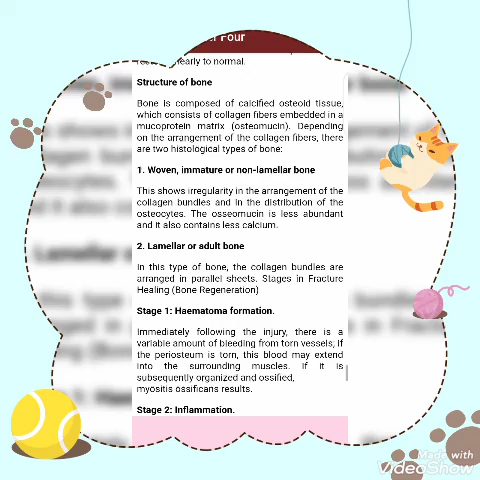 Four
nearly to normal.
Structure of bone
Bone is composed of calcified osteoid tissue,
which consists of collagen fibers embedded in a
mucoprotein matrix (osteomucin). Depending
on the arrangement of the collagen fibers, there
are two histological types of bone:
1. Woven, immature or non-lamellar bone
This shows irregularity in the arrangement of the
collagen bundles and in the distribution of the
osteocytes. The osseomucin is less abundant
and it also contains less calcium.
2. Lamellar or adult bone
In this type of bone, the collagen bundles are
arranged in parallel sheets. Stages in Fracture
Healing (Bone Regeneration)
Stage 1: Haematoma formation.
Immediately following the injury, there is a
variable amount of bleeding from torn vessels; if
the periosteum is torn, this blood may extend
into the surrounding muscles. If it is
subsequently organized and ossified,
myositis ossificans results.
Stage 2: Inflammation.
Made with
VideoShow